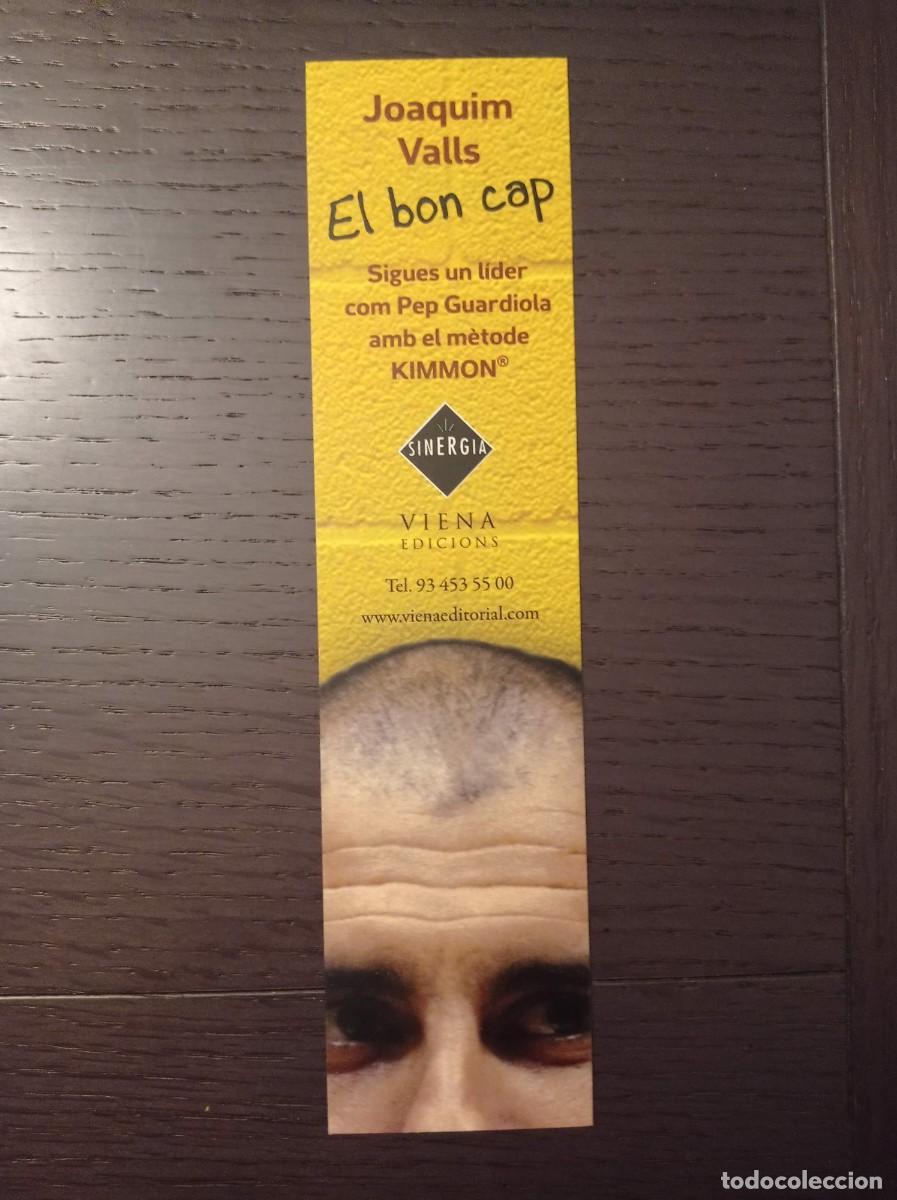 Joaquim
Valls
El bon cap
Sigues un líder
com Pep Guardiola
amb el mètode
KIMMON®
SINERGIA
VIENA
EDICIONS
Tel. 93 453 55 00
www.vienaeditorial.com
todocoleccion